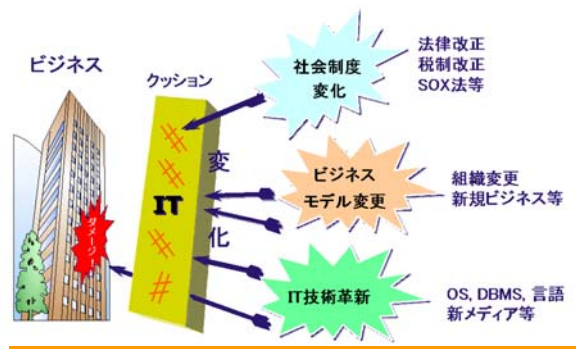 ビジネス
クッション
IT
変
化
ダメージ!
社会制度
変化
法律改正
税制改正
SOX法等
ビジネス
モデル変更
組織変更
新規ビジネス等
IT技術革新
OS, DBMS, 言語
新メディア等